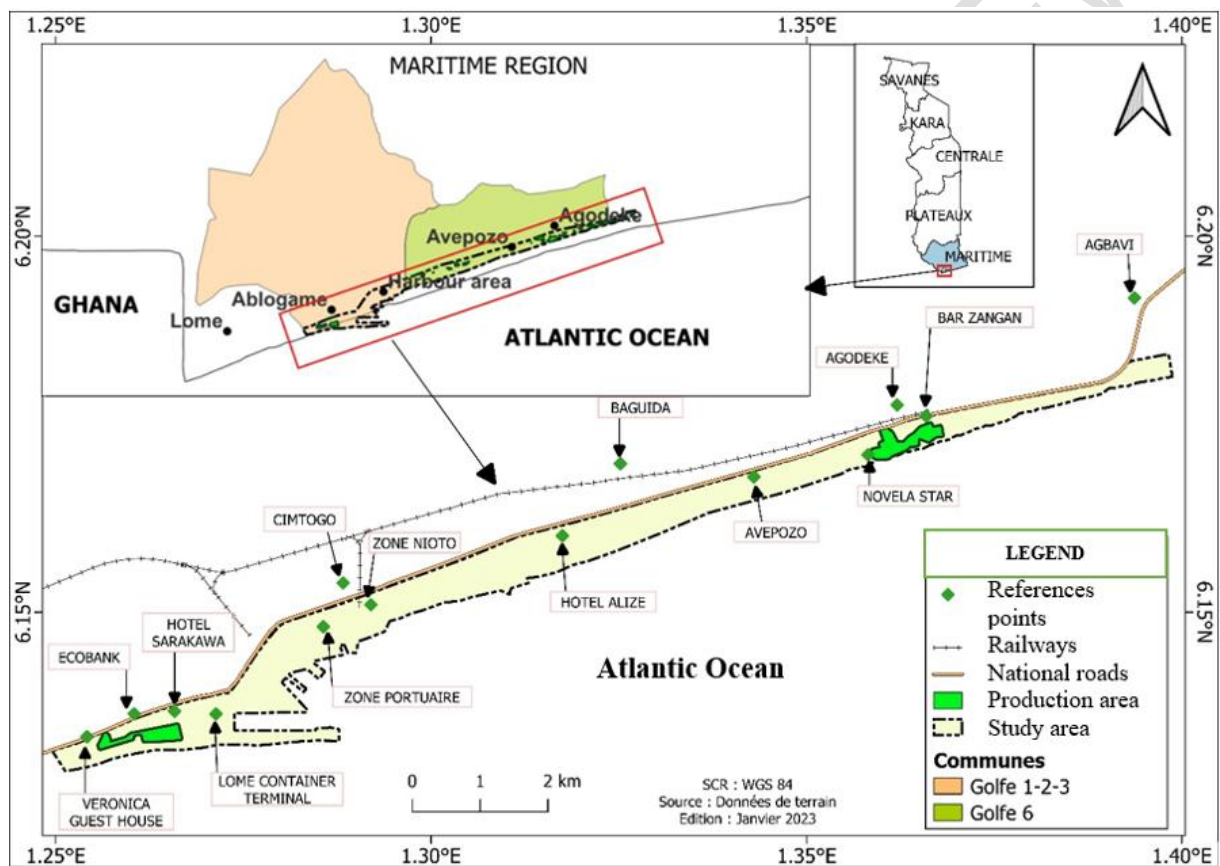 1.25°E
1.30°E
1.35°E
1.40°E
MARITIME REGION
SAVANES
KARA
CENTRALE
PLATEAUX
MARITIME
6.20°N
6.20°N
Agodeke
Avepozo
Harbour area
Ablogame
GHANA
Lome
ATLANTIC OCEAN
AGBAVI
BAR ZANGAN
AGODEKE
BAGUIDA
NOVELA STAR
AVEPOZO
CIMTOGO
ZONE NIOTO
HOTEL ALIZE
HOTEL
SARAKAWA
ECOBANK
ZONE PORTUAIRE
6.15°N
6.15°N
Atlantic Ocean
LOME CONTAINER
TERMINAL
VERONICA
GUEST HOUSE
0 1 2 km
SCR : WGS 84
Source : Données de terrain
Edition : Janvier 2023
LEGEND
References
points
Railways
National roads
Production area
Study area
Communes
Golfe 1-2-3
Golfe 6
1.25°E
1.30°E
1.35°E
1.40°E